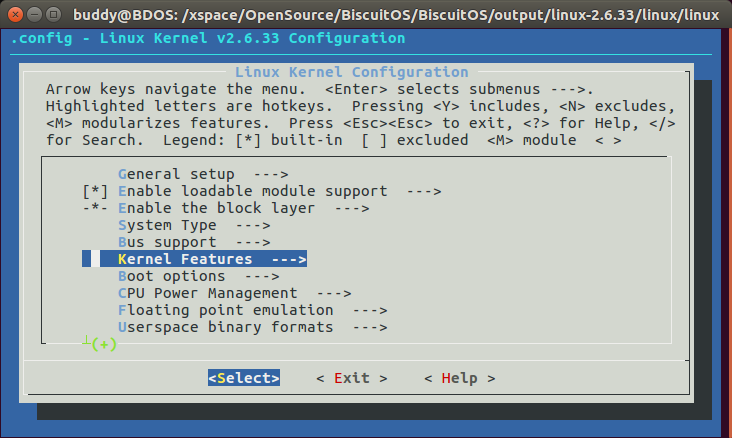 buddy@BDOS: /xspace/OpenSource/BiscuitOS/BiscuitOS/output/linux-2.6.33/linux/linux
.config - Linux Kernel v2.6.33 Configuration
Linux Kernel Configuration
Arrow keys navigate the menu.  <Enter> selects submenus --->.
Highlighted letters are hotkeys.  Pressing <Y> includes, <N> excludes,
<M> modularizes features.  Press <Esc><Esc> to exit, <?> for Help, </>
for Search.  Legend: [*] built-in  [ ] excluded  <M> module  < >
General setup  --->
[*] Enable loadable module support  --->
-*- Enable the block layer  --->
System Type  --->
Bus support  --->
Kernel Features  --->
Boot options  --->
CPU Power Management  --->
Floating point emulation  --->
Userspace binary formats  --->
(+)
<Select>    < Exit >    < Help >